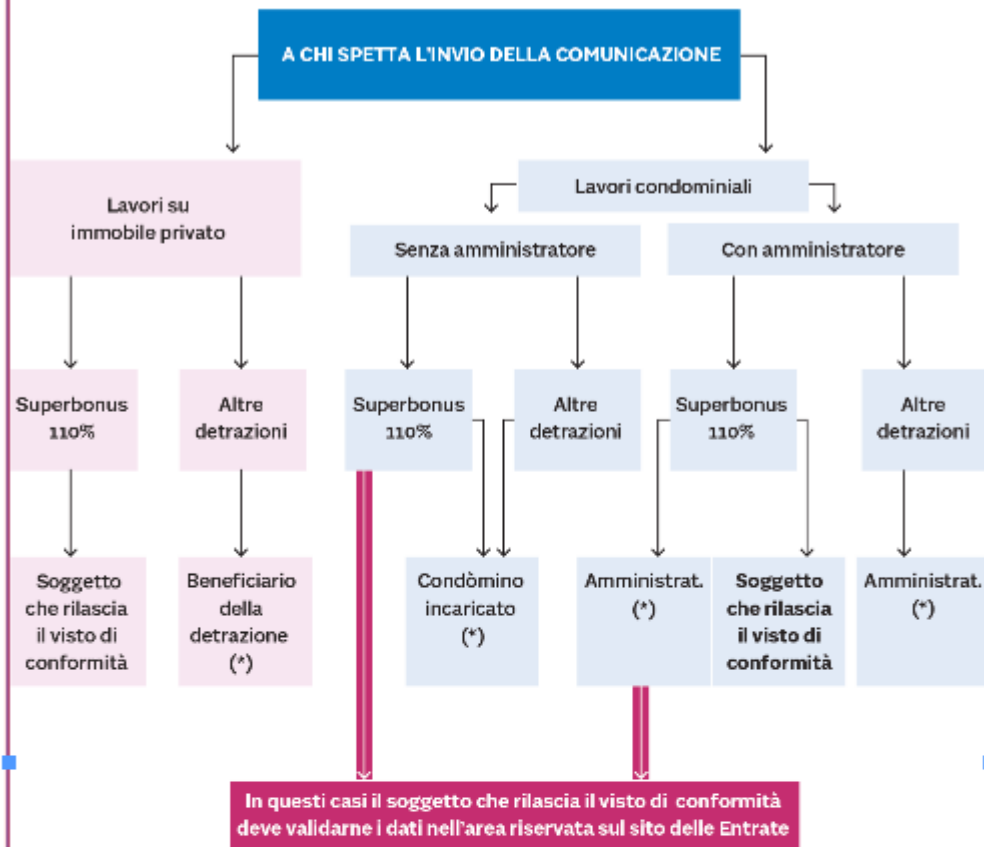 A CHI SPETTA L'INVIO DELLA COMUNICAZIONE
Lavori su
immobile privato
Lavori condominiali
Senza amministratore
Con amministratore
Superbonus
110%
Altre
detrazioni
Superbonus
110%
Altre
detrazioni
Superbonus
110%
Altre
detrazioni
Soggetto
che rilascia
il visto di
conformità
Beneficiario
della
detrazione
(*)
Condòmino
incaricato
(*)
Amministrat.
(*)
Soggetto
che rilascia
il visto di
conformità
Amministrat.
(*)
In questi casi il soggetto che rilascia il visto di conformità
deve validarne i dati nell'area riservata sul sito delle Entrate